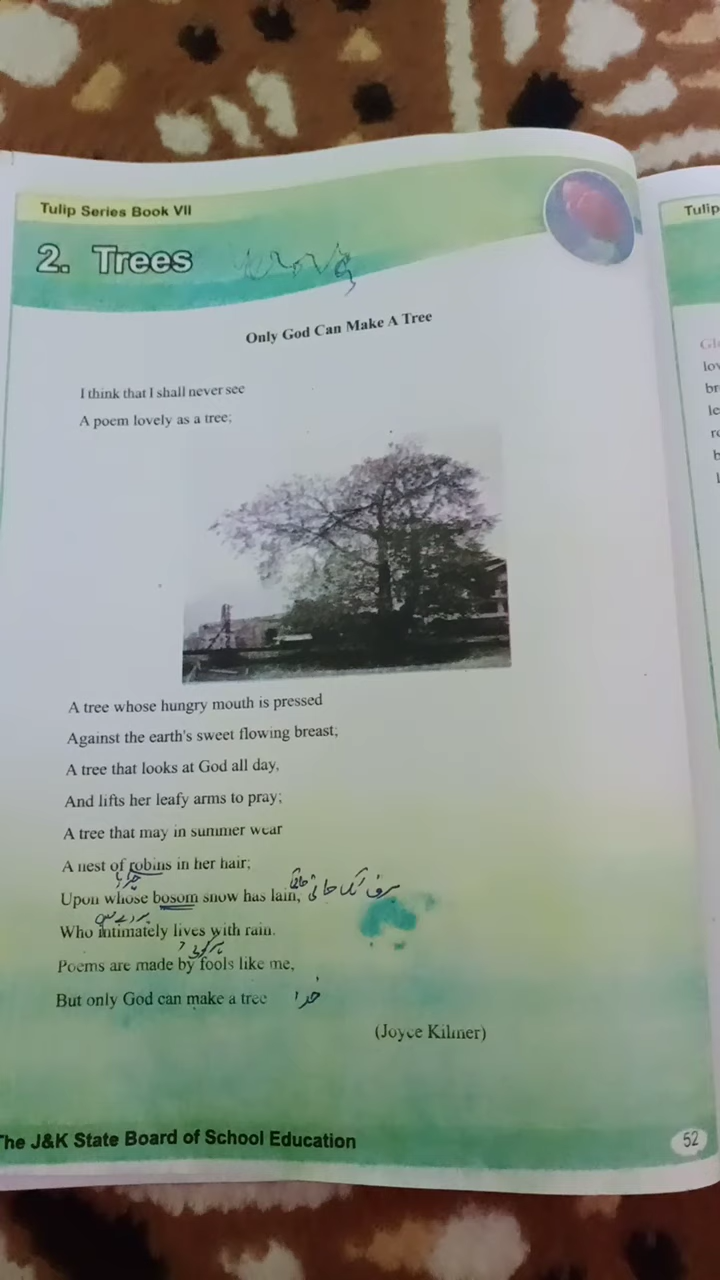 Tulip Series Book VII
Tulip
2. Trees
Only God Can Make A Tree
I think that I shall never see
A poem lovely as a tree;
A tree whose hungry mouth is pressed
Against the earth's sweet flowing breast;
A tree that looks at God all day,
And lifts her leafy arms to pray;
A tree that may in summer wear
A nest of robins in her hair;
Upon whose bosom snow has lain,
Who intimately lives with rain.
Poems are made by fools like me,
But only God can make a tree خدا
(Joyce Kilmer)
The J&K State Board of School Education
52